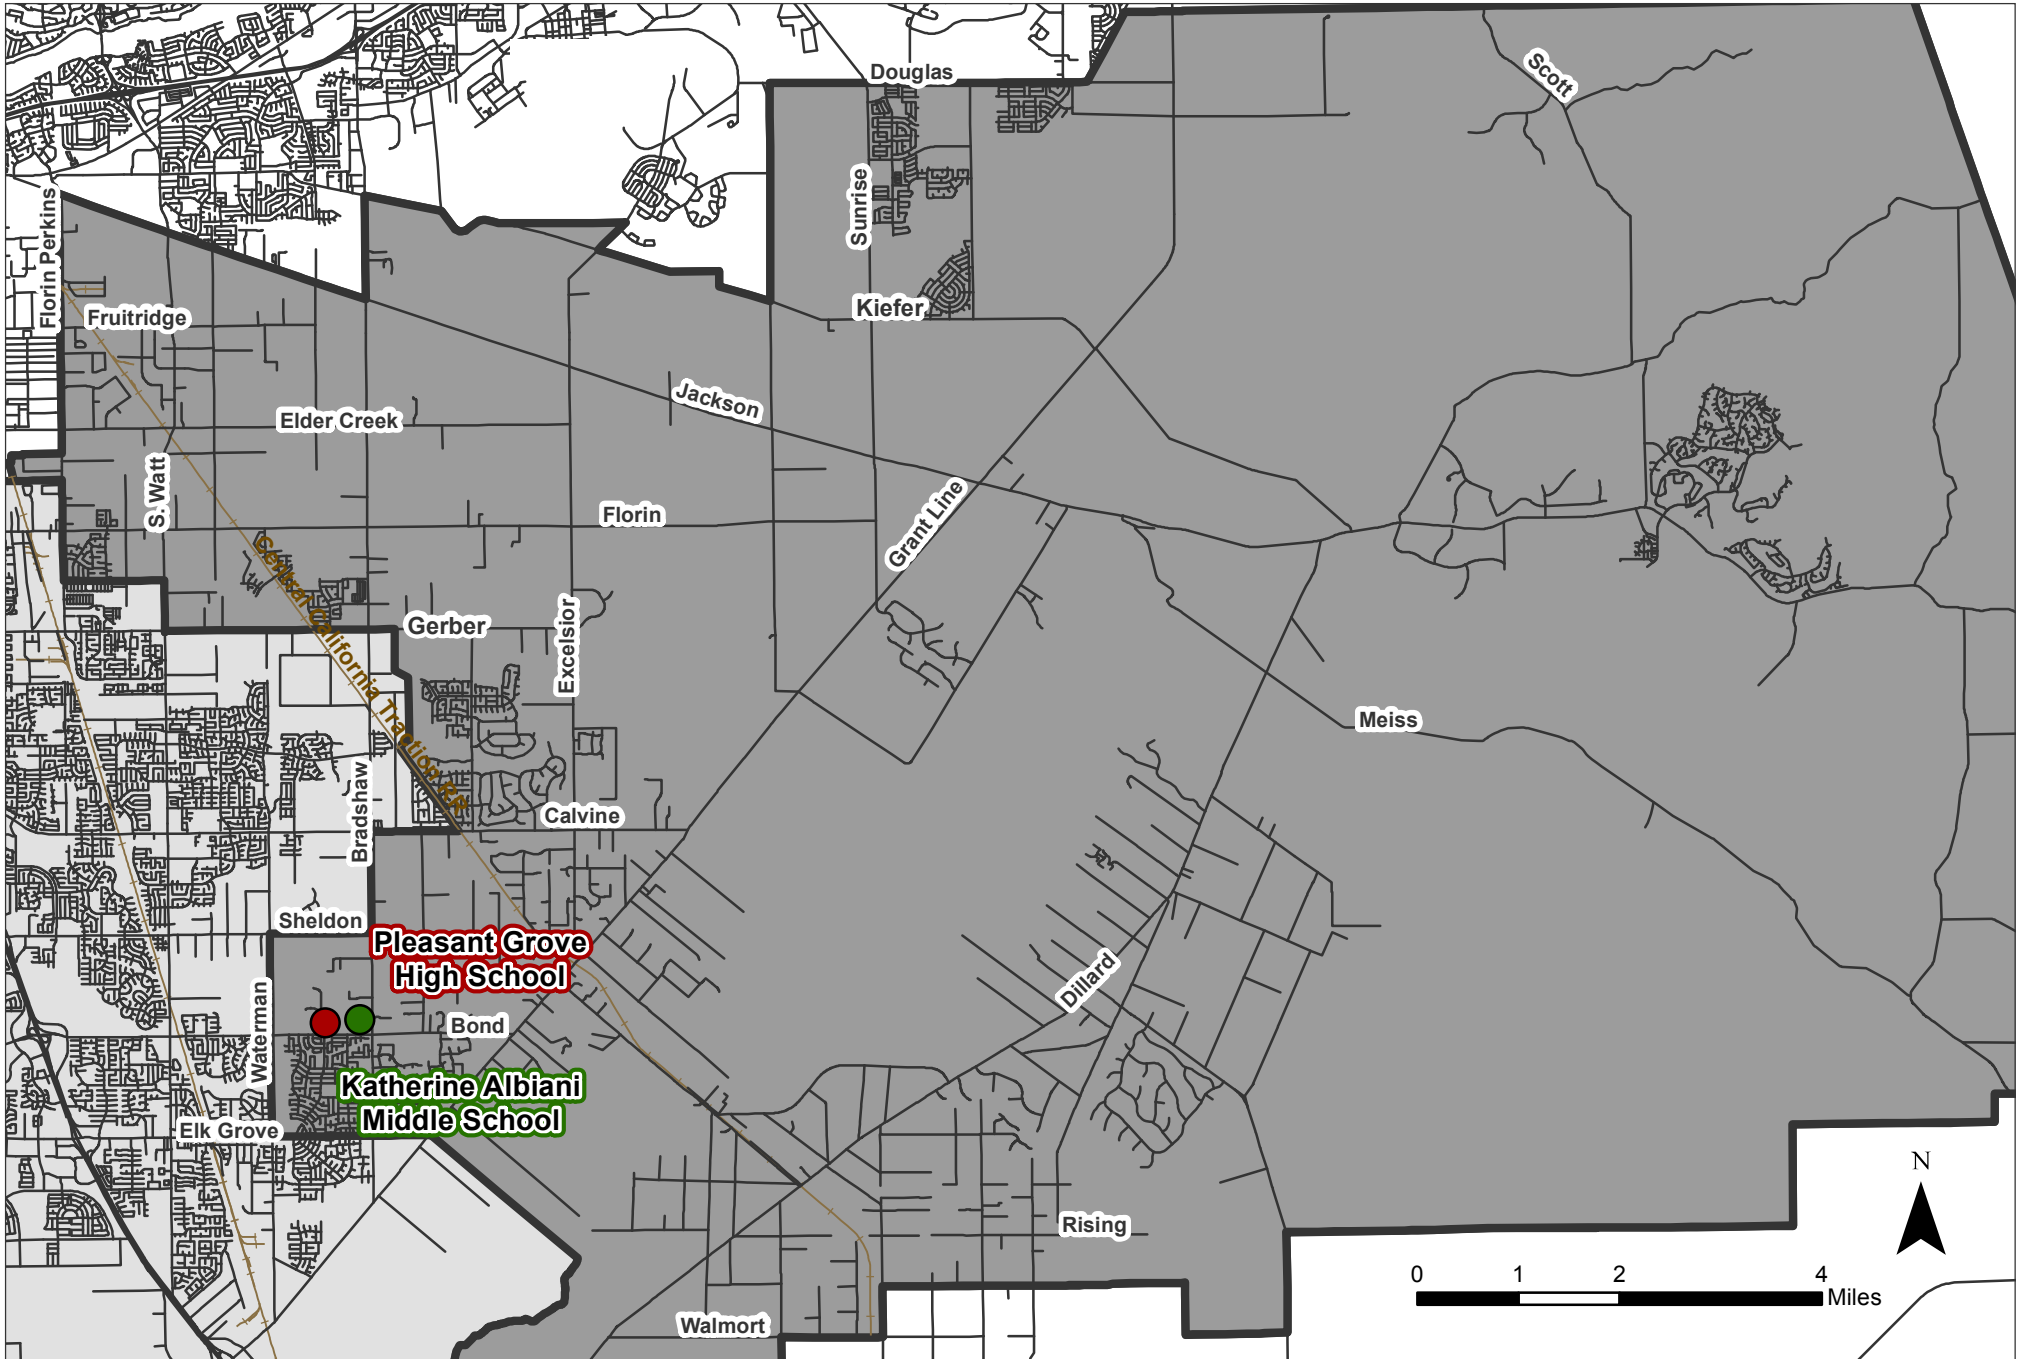 Douglas
Scott
Florin Perkins
Sunrise
Fruitridge
Kiefer
Jackson
Elder Creek
S. Watt
Grant Line
Florin
Central California Traction RR
Gerber
Excelsior
Meiss
Bradshaw
Calvine
Sheldon
Pleasant Grove
High School
Waterman
Bond
Dillard
Katherine Albiani
Middle School
Elk Grove
Rising
Walmort
N
0 1 2 4
Miles